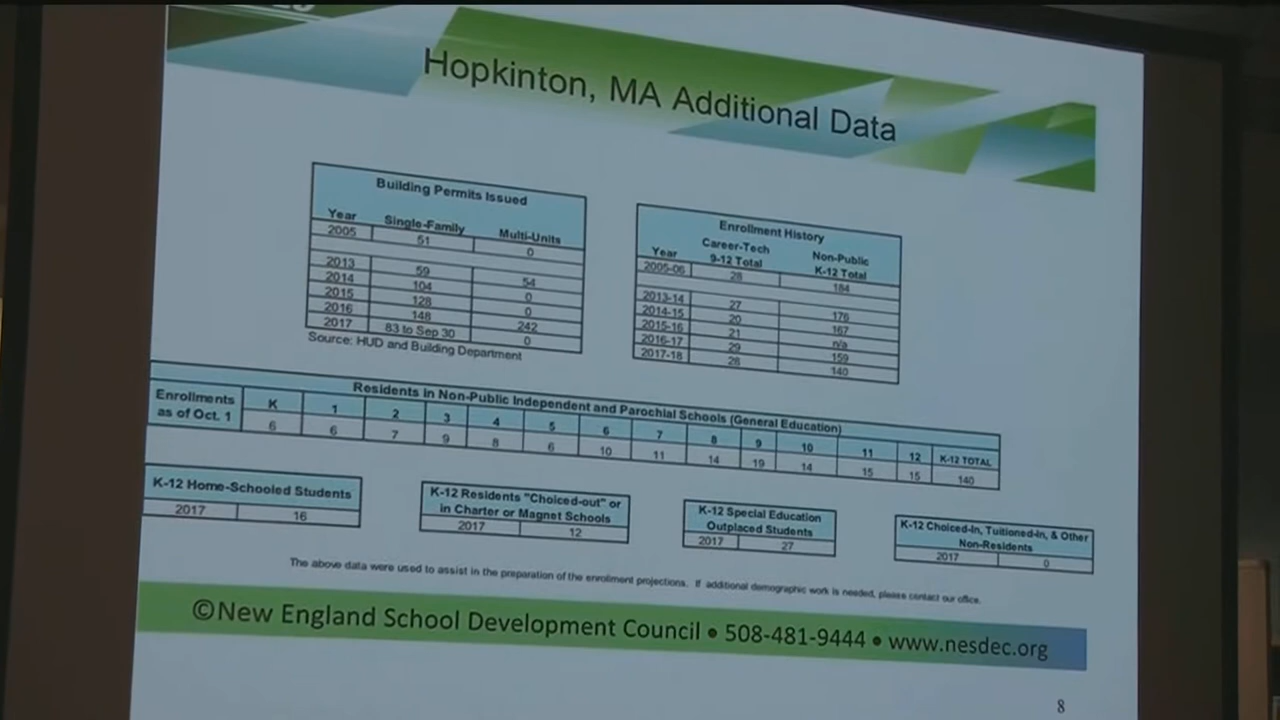 Hopkinton, MA Additional Data
Building Permits Issued
Year Single-Family Multi-Units
2005 51 0
2013 59 54
2014 104 0
2015 128 0
2016 148 242
2017 83 to Sep 30 0
Source: HUD and Building Department
Enrollment History
Year Career-Tech 9-12 Total Non-Public K-12 Total
2005-06 28 184
2013-14 27 176
2014-15 20 167
2015-16 21 n/a
2016-17 29 159
2017-18 28 140
Residents in Non-Public Independent and Parochial Schools (General Education)
Enrollments as of Oct. 1 K 1 2 3 4 5 6 7 8 9 10 11 12 K-12 TOTAL
6 6 7 9 8 6 10 11 14 19 14 15 15 140
K-12 Home-Schooled Students
2017 16
K-12 Residents "Choiced-out" or
in Charter or Magnet Schools
2017 12
K-12 Special Education
Outplaced Students
2017 27
K-12 Choiced-In, Tuitioned-In, & Other
Non-Residents
2017 0
The above data were used to assist in the preparation of the enrollment projections. If additional demographic work is needed, please contact our office.
©New England School Development Council • 508-481-9444 • www.nesdec.org
8